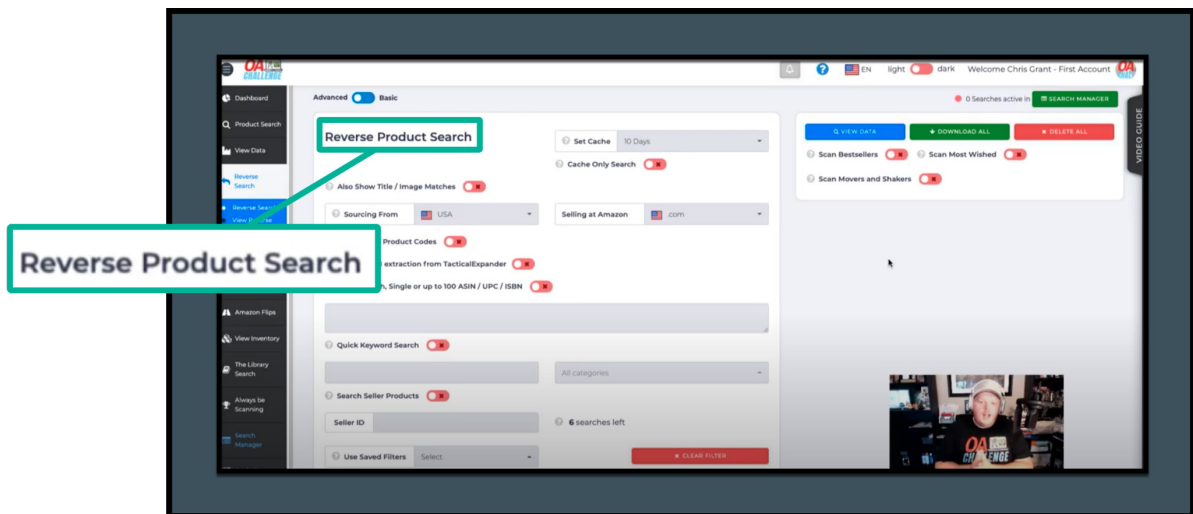 OA
CHALLENGE
EN light dark Welcome Chris Grant - First Account
Dashboard
Product Search
View Data
Reverse
Search
Reverse Search
View Reverse
Amazon Flips
View Inventory
The Library
Search
Always be
Scanning
Search
Manager
Advanced Basic
Reverse Product Search
Set Cache 10 Days
Cache Only Search
Also Show Title / Image Matches
Sourcing From USA
Selling at Amazon .com
Product Codes
extraction from TacticalExpander
, Single or up to 100 ASIN / UPC / ISBN
Quick Keyword Search
All categories
Search Seller Products
Seller ID
6 searches left
Use Saved Filters Select
CLEAR FILTER
0 Searches active in SEARCH MANAGER
VIEW DATA
DOWNLOAD ALL
DELETE ALL
Scan Bestsellers
Scan Most Wished
Scan Movers and Shakers
VIDEO GUIDE
Reverse Product Search
OA
CHALLENGE